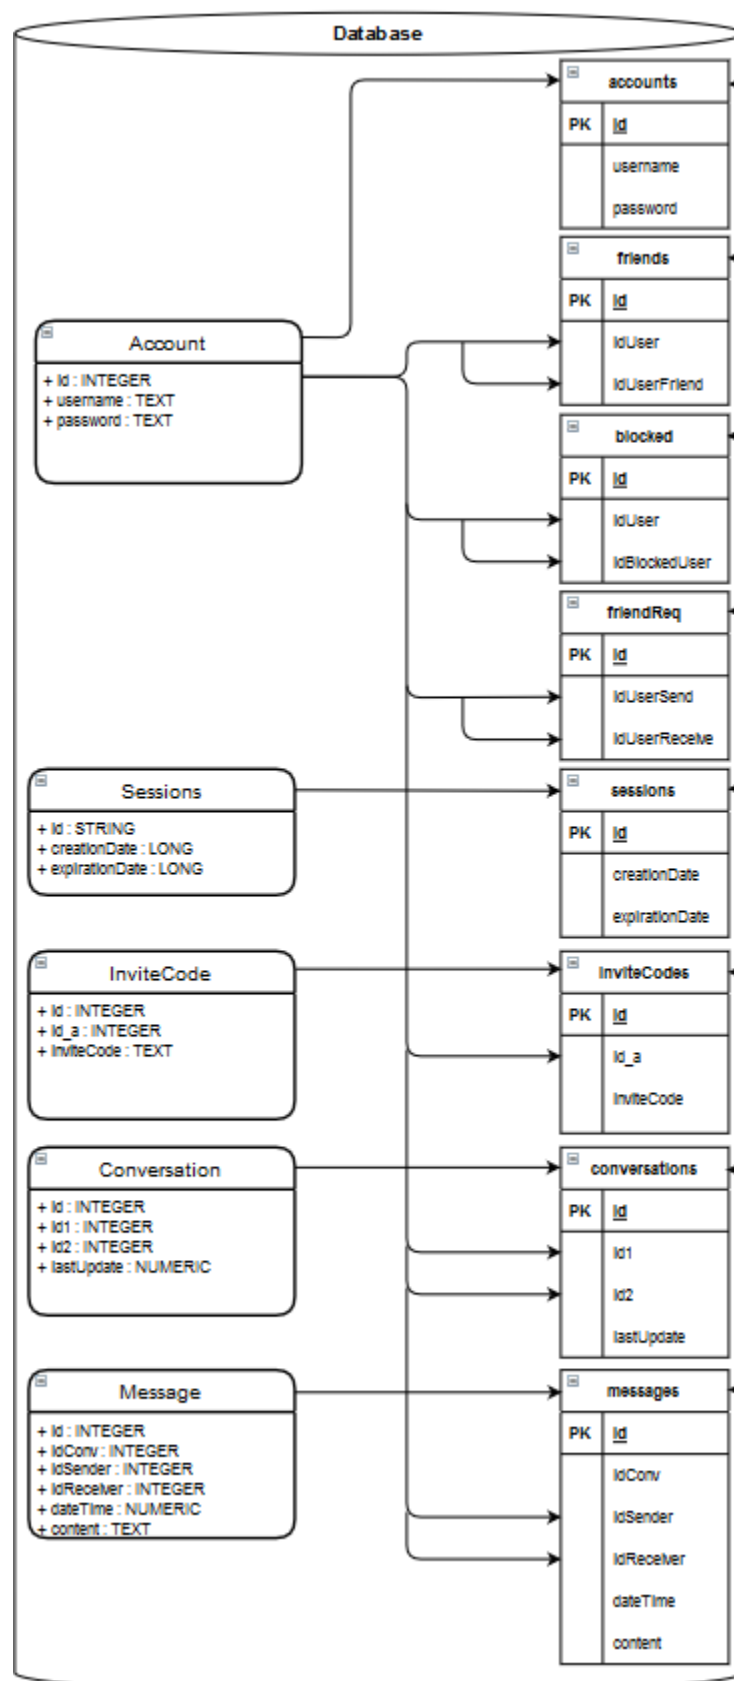 Database
accounts
PK Id
username
password
friends
PK Id
IdUser
IdUserFriend
Account
+ Id : INTEGER
+ username : TEXT
+ password : TEXT
blocked
PK Id
IdUser
IdBlockedUser
friendReq
PK Id
IdUserSend
IdUserReceive
Sessions
+ Id : STRING
+ creationDate : LONG
+ expirationDate : LONG
sessions
PK Id
creationDate
expirationDate
InviteCode
+ Id : INTEGER
+ Id_a : INTEGER
+ InviteCode : TEXT
InviteCodes
PK Id
Id_a
InviteCode
Conversation
+ Id : INTEGER
+ Id1 : INTEGER
+ Id2 : INTEGER
+ lastUpdate : NUMERIC
conversations
PK Id
Id1
Id2
lastUpdate
Message
+ Id : INTEGER
+ IdConv : INTEGER
+ IdSender : INTEGER
+ IdReceiver : INTEGER
+ dateTime : NUMERIC
+ content : TEXT
messages
PK Id
IdConv
IdSender
IdReceiver
dateTime
content